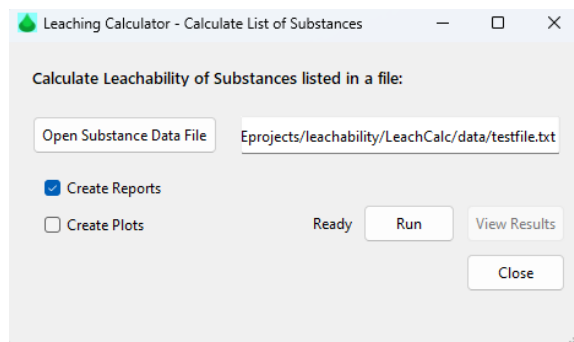 Leaching Calculator - Calculate List of Substances
Calculate Leachability of Substances listed in a file:
Open Substance Data File Eprojects/leachability/LeachCalc/data/testfile.txt
Create Reports
Create Plots Ready Run View Results
Close